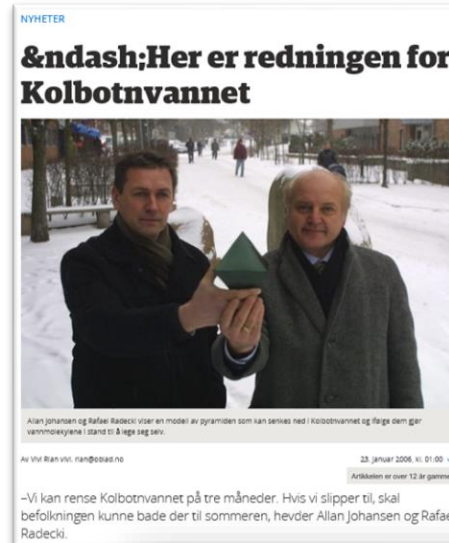 NYHETER
&ndash;Her er redningen for
Kolbotnvannet
Allan Johansen og Rafael Radecki viser en modell av pyramiden som kan senkes ned i Kolbotnvannet og ifølge dem gjør
vannmolekylene i stand til å lege seg selv.
Av Vivi Rian vivi. rian@oblad.no
23. januar 2006, kl. 01:00
Artikkelen er over 12 år gammel
–Vi kan rense Kolbotnvannet på tre måneder. Hvis vi slipper til, skal
befolkningen kunne bade der til sommeren, hevder Allan Johansen og Rafae
Radecki.